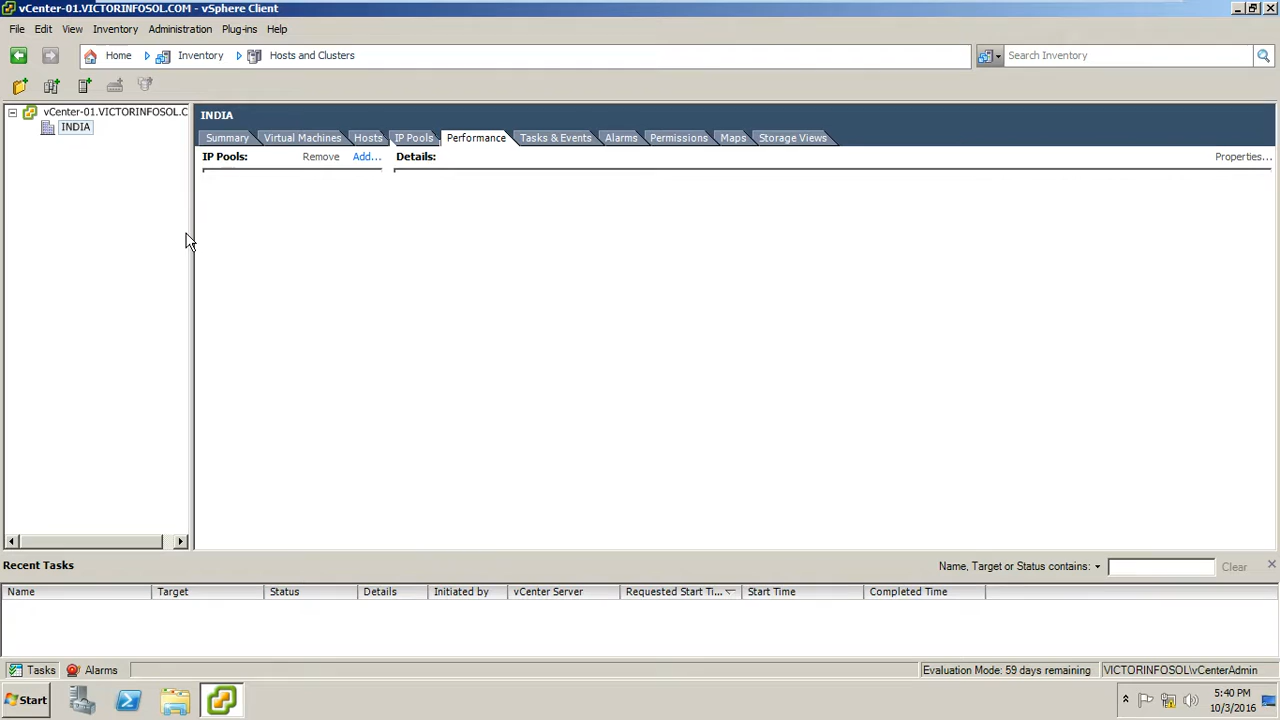 vCenter-01.VICTORINFOSOL.COM - vSphere Client
File Edit View Inventory Administration Plug-ins Help
Home Inventory Hosts and Clusters Search Inventory
vCenter-01.VICTORINFOSOL.C
INDIA
INDIA
Summary Virtual Machines Hosts IP Pools Performance Tasks & Events Alarms Permissions Maps Storage Views
IP Pools: Remove Add... Details: Properties...
Recent Tasks Name, Target or Status contains: Clear
Name Target Status Details Initiated by vCenter Server Requested Start Ti... Start Time Completed Time
Tasks Alarms Evaluation Mode: 59 days remaining VICTORINFOSOL\vCenterAdmin
Start 5:40 PM
10/3/2016